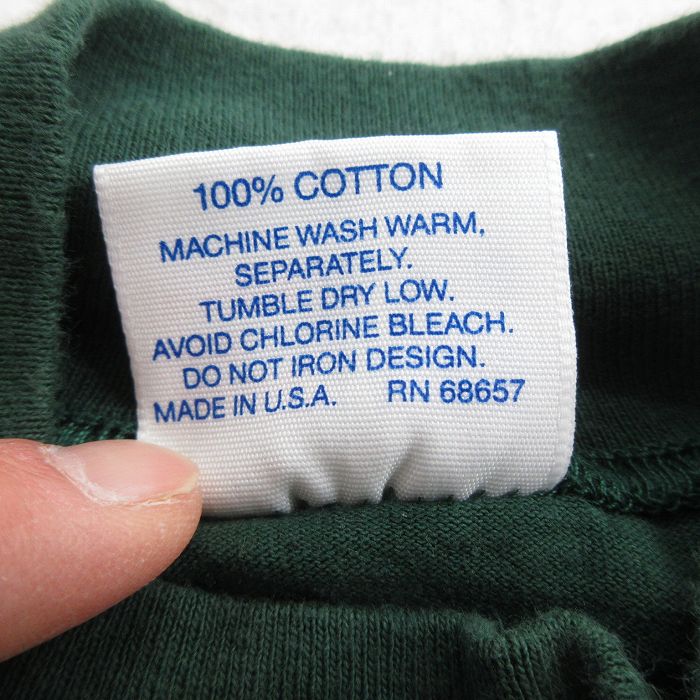 100% COTTON
MACHINE WASH WARM,
SEPARATELY.
TUMBLE DRY LOW.
AVOID CHLORINE BLEACH.
DO NOT IRON DESIGN.
MADE IN U.S.A. RN 68657